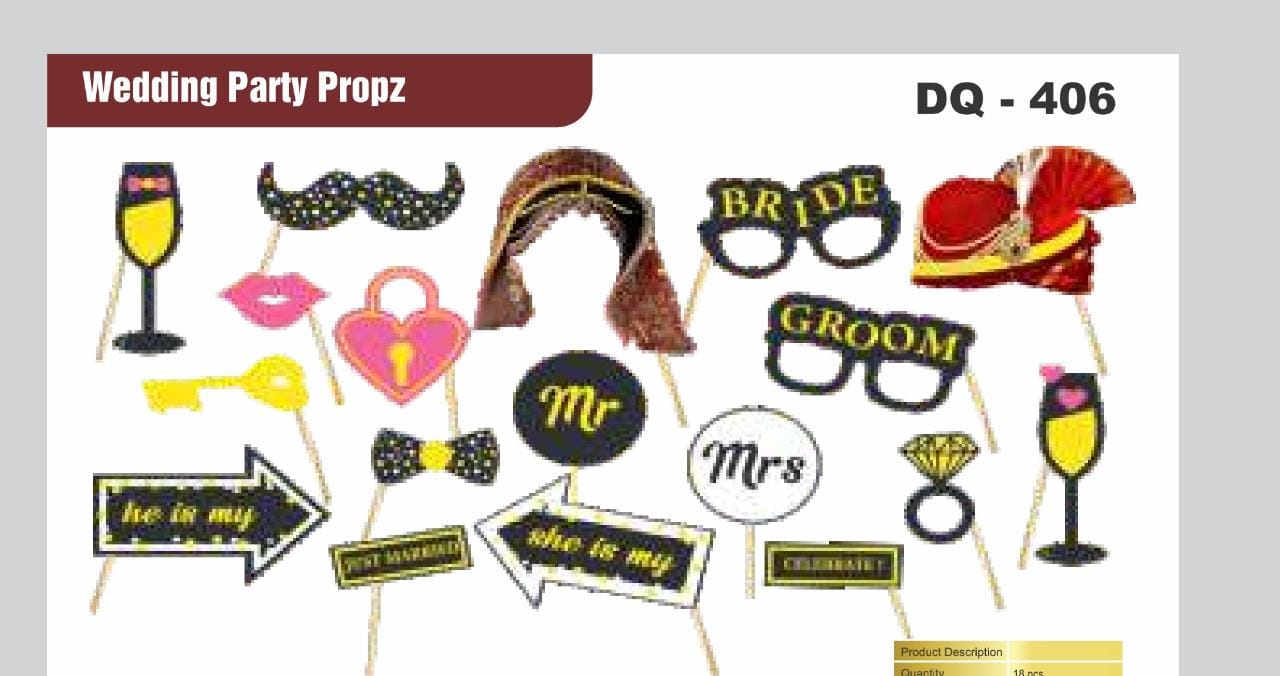 Wedding Party Propz
DQ - 406
BRIDE
GROOM
Mr
Mrs
he is my
she is my
JUST MARRIED
CELEBRATE!
Product Description
Quantity 18 pcs